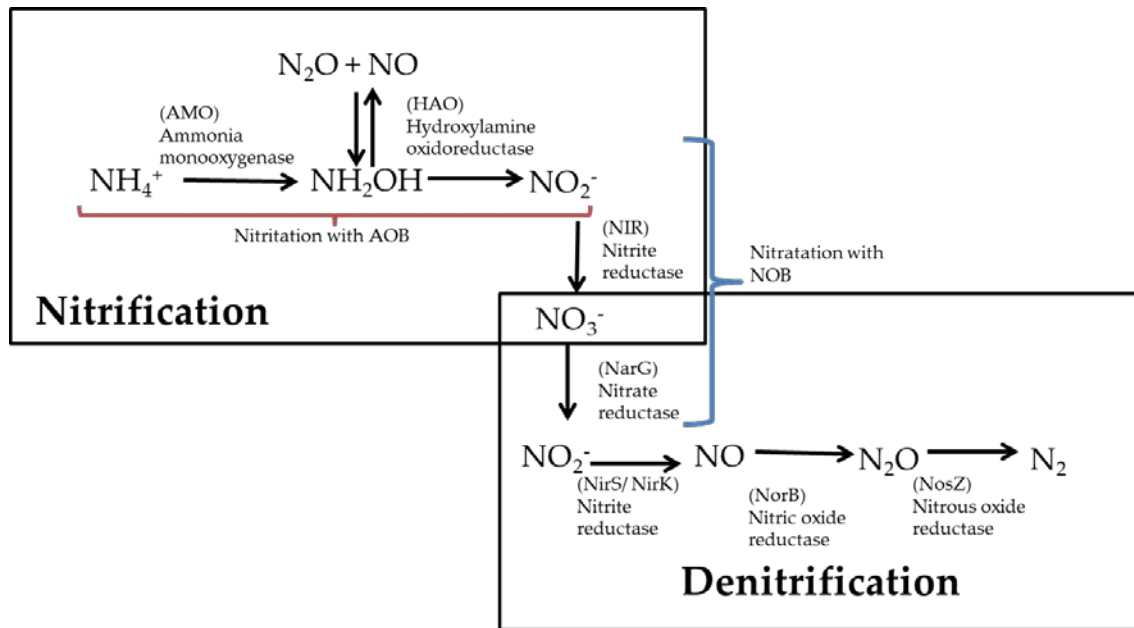 N₂O + NO
(AMO)
Ammonia
monooxygenase
(HAO)
Hydroxylamine
oxidoreductase
NH₄⁺
NH₂OH
NO₂⁻
Nitritation with AOB
(NIR)
Nitrite
reductase
Nitratation with
NOB
Nitrification
NO₃⁻
(NarG)
Nitrate
reductase
NO₂⁻
NO
N₂O
N₂
(NirS/ NirK)
Nitrite
reductase
(NorB)
Nitric oxide
reductase
(NosZ)
Nitrous oxide
reductase
Denitrification